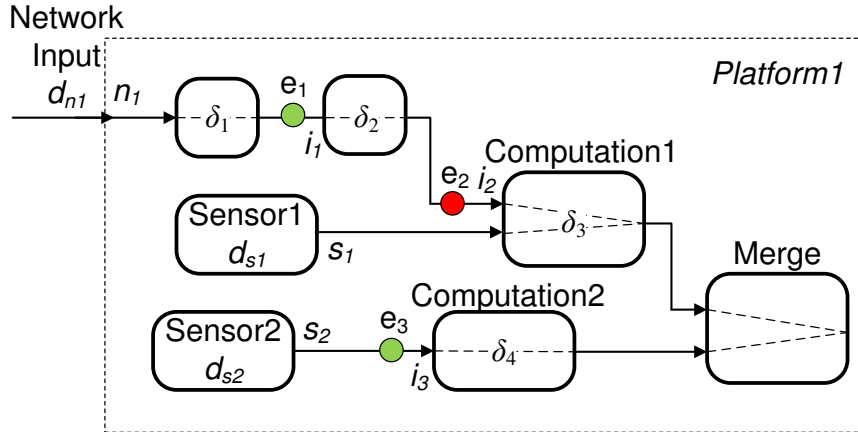 Network
Input
d_n1
n_1
Platform1
δ_1
e_1
i_1
δ_2
Computation1
e_2
i_2
δ_3
Sensor1
d_s1
s_1
Merge
Computation2
Sensor2
d_s2
s_2
e_3
i_3
δ_4